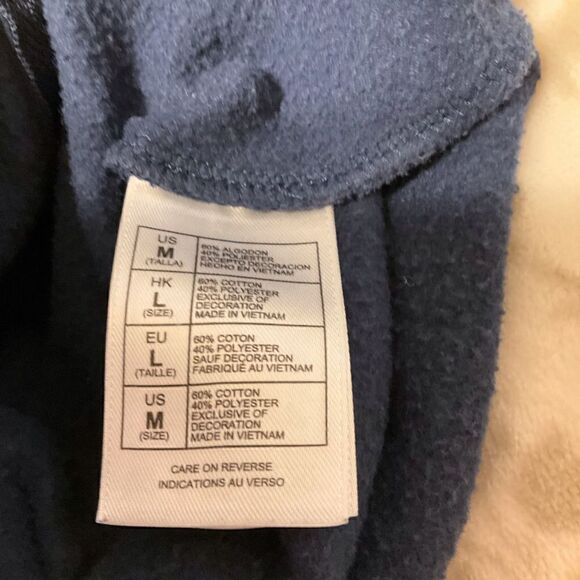 US
M
(TALLA)
60% ALGODON
40% POLIESTER
EXCEPTO DECORACION
HECHO EN VIETNAM
HK
L
(SIZE)
60% COTTON
40% POLYESTER
EXCLUSIVE OF
DECORATION
MADE IN VIETNAM
EU
L
(TAILLE)
60% COTON
40% POLYESTER
SAUF DECORATION
FABRIQUÉ AU VIETNAM
US
M
(SIZE)
60% COTTON
40% POLYESTER
EXCLUSIVE OF
DECORATION
MADE IN VIETNAM
CARE ON REVERSE
INDICATIONS AU VERSO